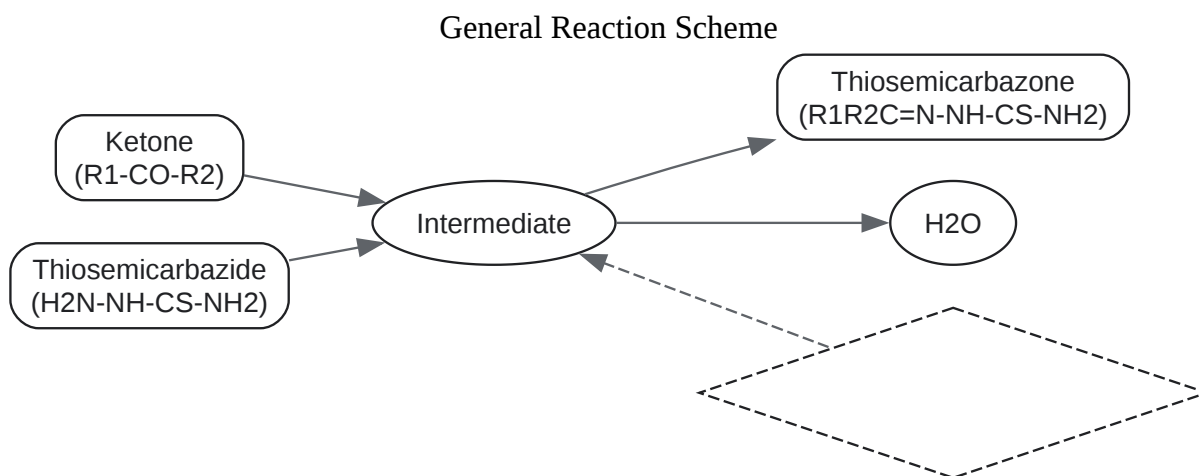 General Reaction Scheme
Ketone
(R1-CO-R2)
Thiosemicarbazide
(H2N-NH-CS-NH2)
Intermediate
Thiosemicarbazone
(R1R2C=N-NH-CS-NH2)
H2O